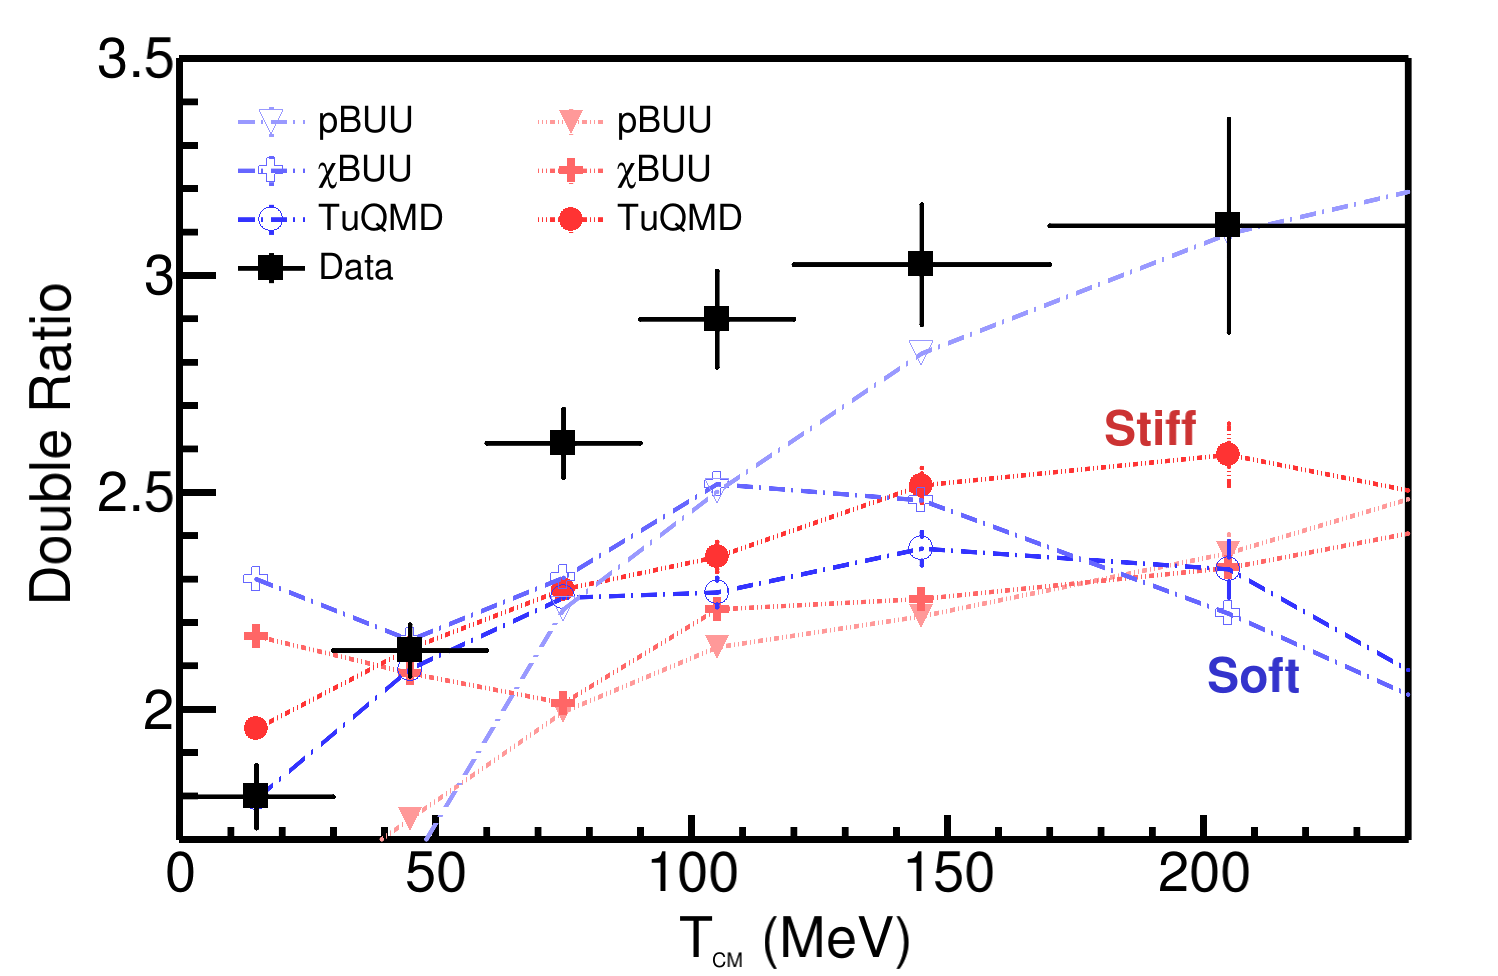 3.5
3
2.5
2
Double Ratio
pBUU
χBUU
TuQMD
Data
pBUU
χBUU
TuQMD
Stiff
Soft
0 50 100 150 200
T_CM (MeV)